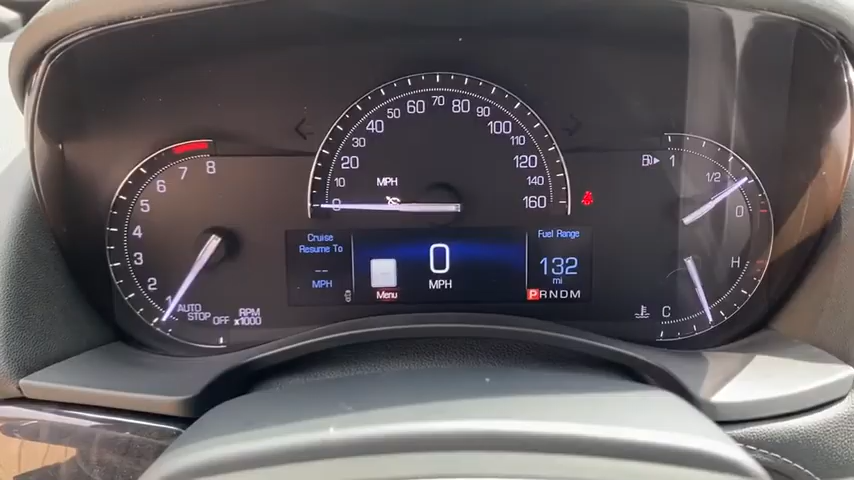 60 70 80
50 90
40 100
30 110
20 120
10 MPH 140
0 160
7 8
6
5
4
3
2
1
AUTO
STOP OFF RPM
x1000
1
1/2
0
H
C
Cruise
Resume To
--
MPH
Menu
0
MPH
Fuel Range
132
mi
PRNDM